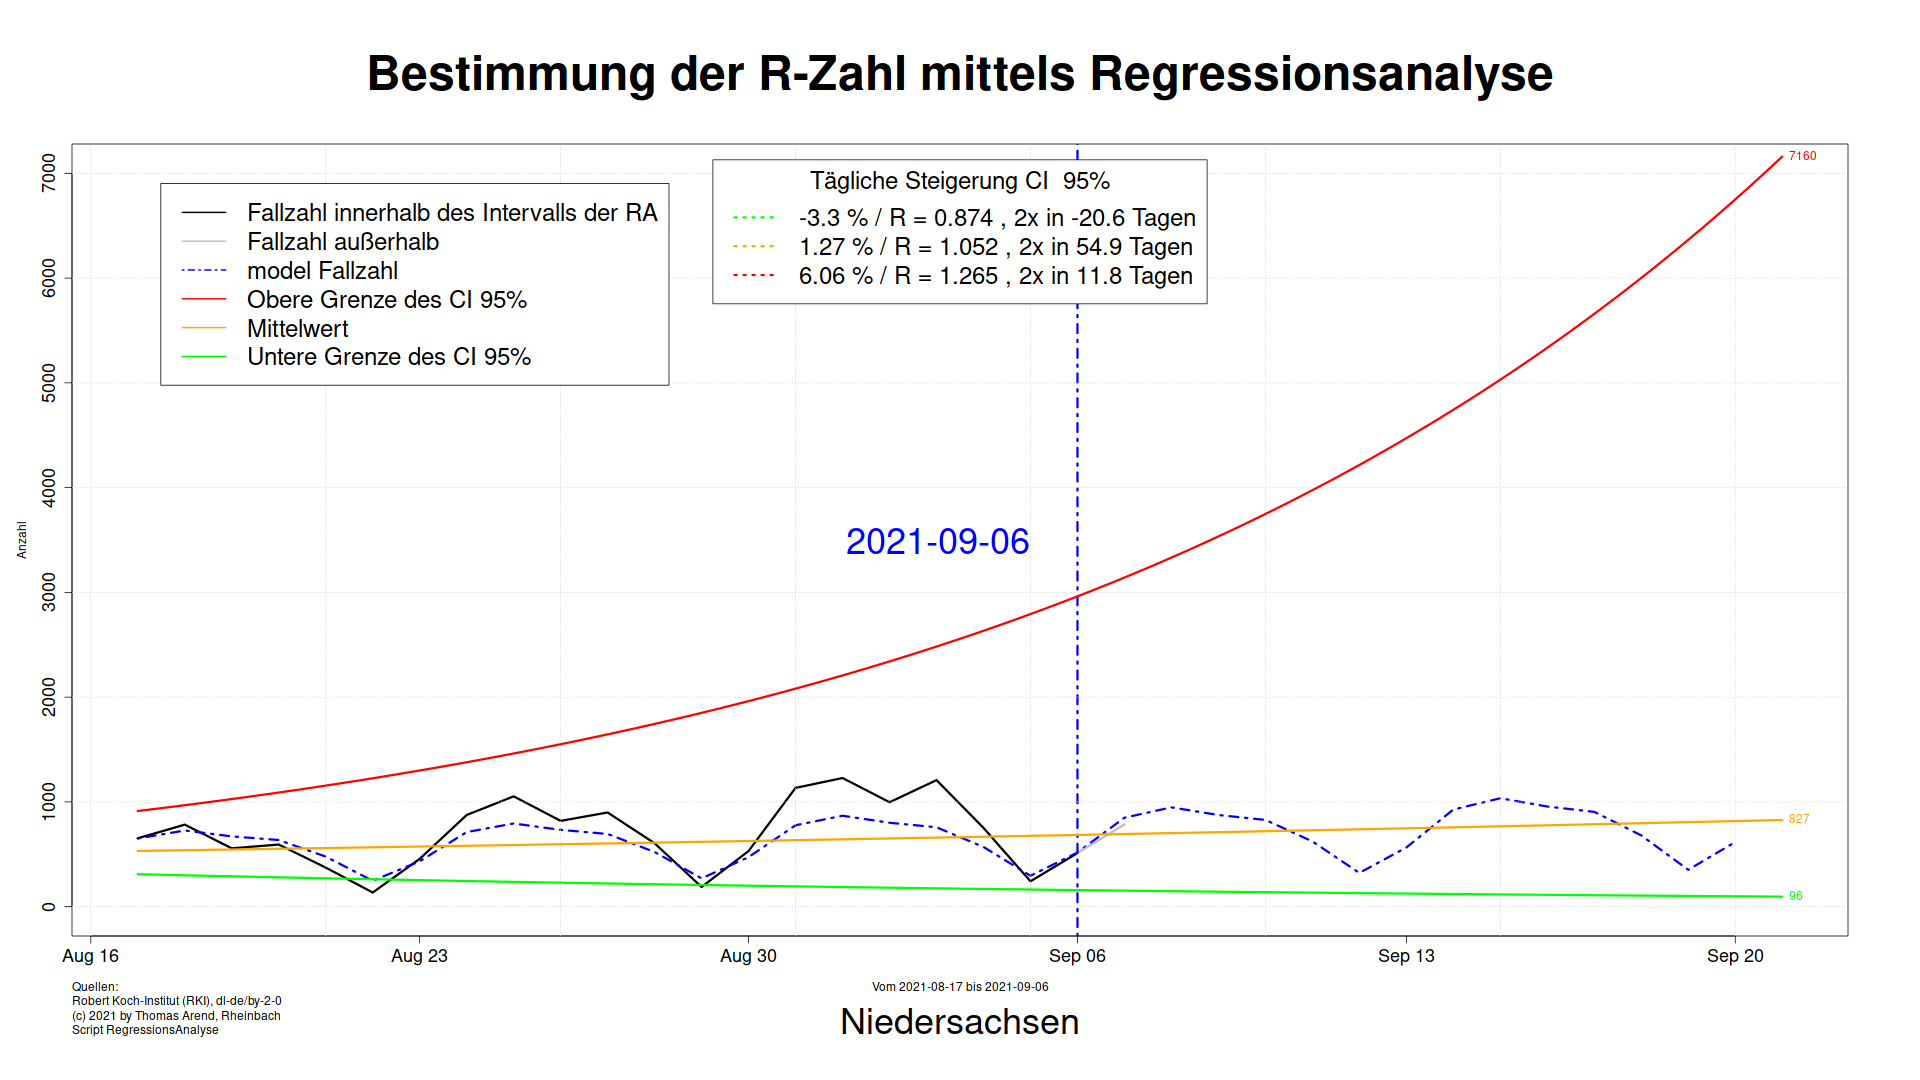 Bestimmung der R-Zahl mittels Regressionsanalyse
Fallzahl innerhalb des Intervalls der RA
Fallzahl außerhalb
model Fallzahl
Obere Grenze des CI 95%
Mittelwert
Untere Grenze des CI 95%
Tägliche Steigerung CI  95%
-3.3 % / R = 0.874 , 2x in -20.6 Tagen
1.27 % / R = 1.052 , 2x in 54.9 Tagen
6.06 % / R = 1.265 , 2x in 11.8 Tagen
7160
827
96
2021-09-06
Anzahl
7000
6000
5000
4000
3000
2000
1000
0
Aug 16
Aug 23
Aug 30
Sep 06
Sep 13
Sep 20
Quellen:
Robert Koch-Institut (RKI), dl-de/by-2-0
(c) 2021 by Thomas Arend, Rheinbach
Script RegressionsAnalyse
Vom 2021-08-17 bis 2021-09-06
Niedersachsen